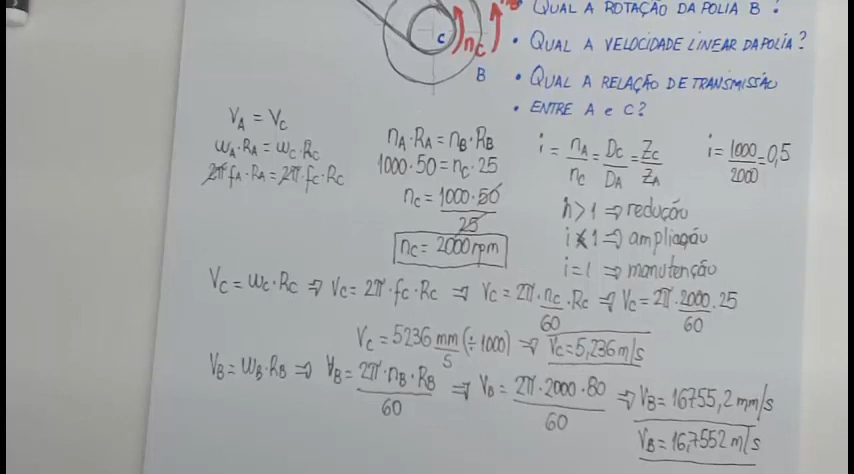 • QUAL A ROTAÇÃO DA POLIA B?
C nC
• QUAL A VELOCIDADE LINEAR DA POLIA?
B
• QUAL A RELAÇÃO DE TRANSMISSÃO
• ENTRE A e C?
VA = VC
ωA·RA = ωC·RC
2π·fA·RA = 2π·fC·RC
nA·RA = nB·RB
1000·50 = nC·25
nC = 1000·50/25
nC = 2000rpm
i = nA/nC = DC/DA = ZC/ZA
i = 1000/2000 = 0,5
i>1 ⇒ redução
i<1 ⇒ ampliação
i=1 ⇒ manutenção
VC = ωC·RC ⇒ VC = 2π·fC·RC ⇒ VC = 2π·nC/60·RC ⇒ VC = 2π·2000/60·25
VC = 5236 mm/s (÷1000) ⇒ VC = 5,236 m/s
VB = ωB·RB ⇒ VB = 2π·nB·RB/60 ⇒ VB = 2π·2000·80/60 ⇒ VB = 16755,2 mm/s
VB = 16,7552 m/s